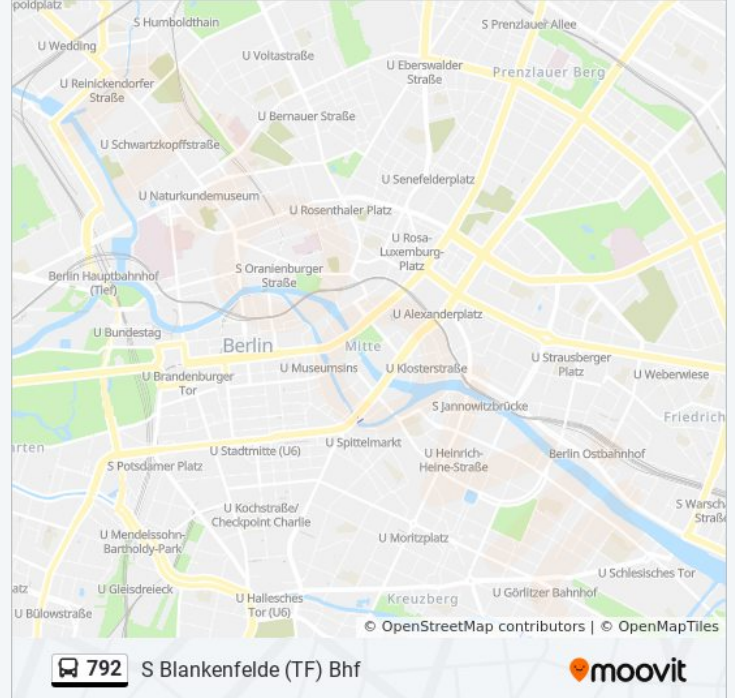 poldplatz
S Humboldthain
S Prenzlauer Allee
U Wedding
U Voltastraße
U Eberswalder
Straße
Prenzlauer Berg
U Reinickendorfer
Straße
U Bernauer Straße
U Schwartzkopffstraße
U Senefelderplatz
U Naturkundemuseum
U Rosenthaler Platz
U Rosa-
Luxemburg-
Platz
S Oranienburger
Straße
Berlin Hauptbahnhof
(Tief)
U Alexanderplatz
U Bundestag
Berlin
Mitte
U Strausberger
Platz
U Museumsins
U Klosterstraße
U Weberwiese
U Brandenburger
Tor
S Jannowitzbrücke
Friedrich
arten
U Spittelmarkt
U Stadtmitte (U6)
U Heinrich-
Heine-Straße
Berlin Ostbahnhof
S Potsdamer Platz
S Warsch
Straße
U Kochstraße/
Checkpoint Charlie
U Mendelssohn-
Bartholdy-Park
U Moritzplatz
U Schlesisches Tor
atz
U Gleisdreieck
U Hallesches
Tor (U6)
Kreuzberg
U Görlitzer Bahnhof
U Bülowstraße
© OpenStreetMap contributors | © OpenMapTiles
792 S Blankenfelde (TF) Bhf
moovit